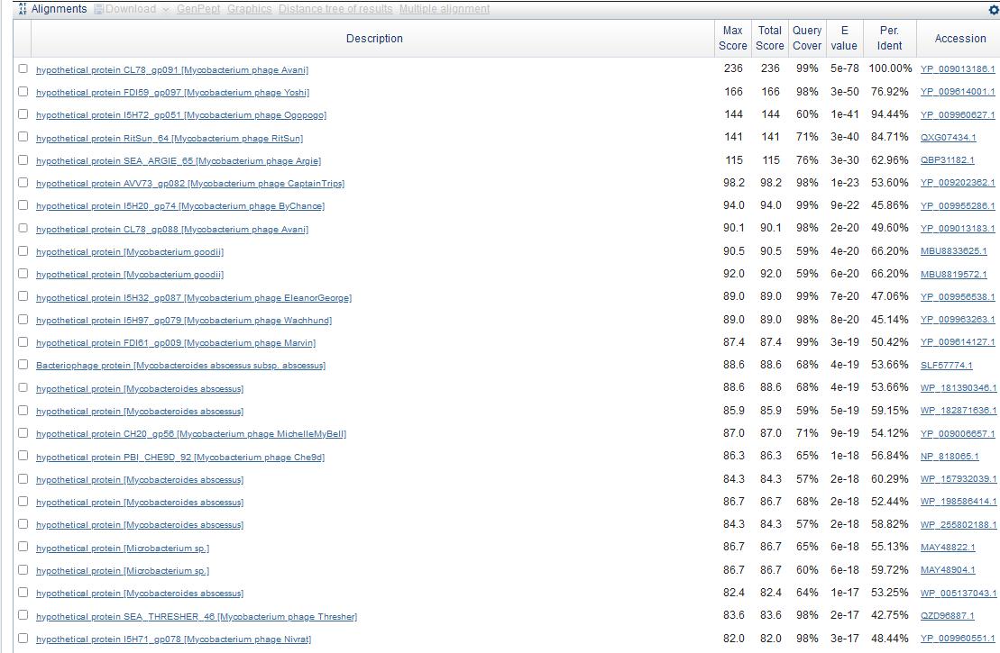 Alignments Download GenPept Graphics Distance tree of results Multiple alignment
Description Max Score Total Score Query Cover E value Per. Ident Accession
hypothetical protein CL78_gp091 [Mycobacterium phage Avani] 236 236 99% 5e-78 100.00% YP_009013186.1
hypothetical protein FDI59_gp097 [Mycobacterium phage Yoshi] 166 166 98% 3e-50 76.92% YP_009614001.1
hypothetical protein I5H72_gp051 [Mycobacterium phage Ogopogo] 144 144 60% 1e-41 94.44% YP_009960627.1
hypothetical protein RitSun_64 [Mycobacterium phage RitSun] 141 141 71% 3e-40 84.71% QXG07434.1
hypothetical protein SEA_ARGIE_65 [Mycobacterium phage Argie] 115 115 76% 3e-30 62.96% QBP31182.1
hypothetical protein AVV73_gp082 [Mycobacterium phage CaptainTrips] 98.2 98.2 98% 1e-23 53.60% YP_009202362.1
hypothetical protein I5H20_gp74 [Mycobacterium phage ByChance] 94.0 94.0 99% 9e-22 45.86% YP_009955286.1
hypothetical protein CL78_gp088 [Mycobacterium phage Avani] 90.1 90.1 98% 2e-20 49.60% YP_009013183.1
hypothetical protein [Mycobacterium goodii] 90.5 90.5 59% 4e-20 66.20% MBU8833625.1
hypothetical protein [Mycobacterium goodii] 92.0 92.0 59% 6e-20 66.20% MBU8819572.1
hypothetical protein I5H32_gp087 [Mycobacterium phage EleanorGeorge] 89.0 89.0 99% 7e-20 47.06% YP_009956538.1
hypothetical protein I5H97_gp079 [Mycobacterium phage Wachhund] 89.0 89.0 98% 8e-20 45.14% YP_009963263.1
hypothetical protein FDI61_gp009 [Mycobacterium phage Marvin] 87.4 87.4 99% 3e-19 50.42% YP_009614127.1
Bacteriophage protein [Mycobacteroides abscessus subsp. abscessus] 88.6 88.6 68% 4e-19 53.66% SLF57774.1
hypothetical protein [Mycobacteroides abscessus] 88.6 88.6 68% 4e-19 53.66% WP_181390346.1
hypothetical protein [Mycobacteroides abscessus] 85.9 85.9 59% 5e-19 59.15% WP_182871636.1
hypothetical protein CH20_gp56 [Mycobacterium phage MichelleMyBell] 87.0 87.0 71% 9e-19 54.12% YP_009006657.1
hypothetical protein PBI_CHE9D_92 [Mycobacterium phage Che9d] 86.3 86.3 65% 1e-18 56.84% NP_818065.1
hypothetical protein [Mycobacteroides abscessus] 84.3 84.3 57% 2e-18 60.29% WP_157932039.1
hypothetical protein [Mycobacteroides abscessus] 86.7 86.7 68% 2e-18 52.44% WP_198586414.1
hypothetical protein [Mycobacteroides abscessus] 84.3 84.3 57% 2e-18 58.82% WP_255802188.1
hypothetical protein [Microbacterium sp.] 86.7 86.7 65% 6e-18 55.13% MAY48822.1
hypothetical protein [Microbacterium sp.] 86.7 86.7 60% 6e-18 59.72% MAY48904.1
hypothetical protein [Mycobacteroides abscessus] 82.4 82.4 64% 1e-17 53.25% WP_005137043.1
hypothetical protein SEA_THRESHER_46 [Mycobacterium phage Thresher] 83.6 83.6 98% 2e-17 42.75% QZD96887.1
hypothetical protein I5H71_gp078 [Mycobacterium phage Nivrat] 82.0 82.0 98% 3e-17 48.44% YP_009960551.1